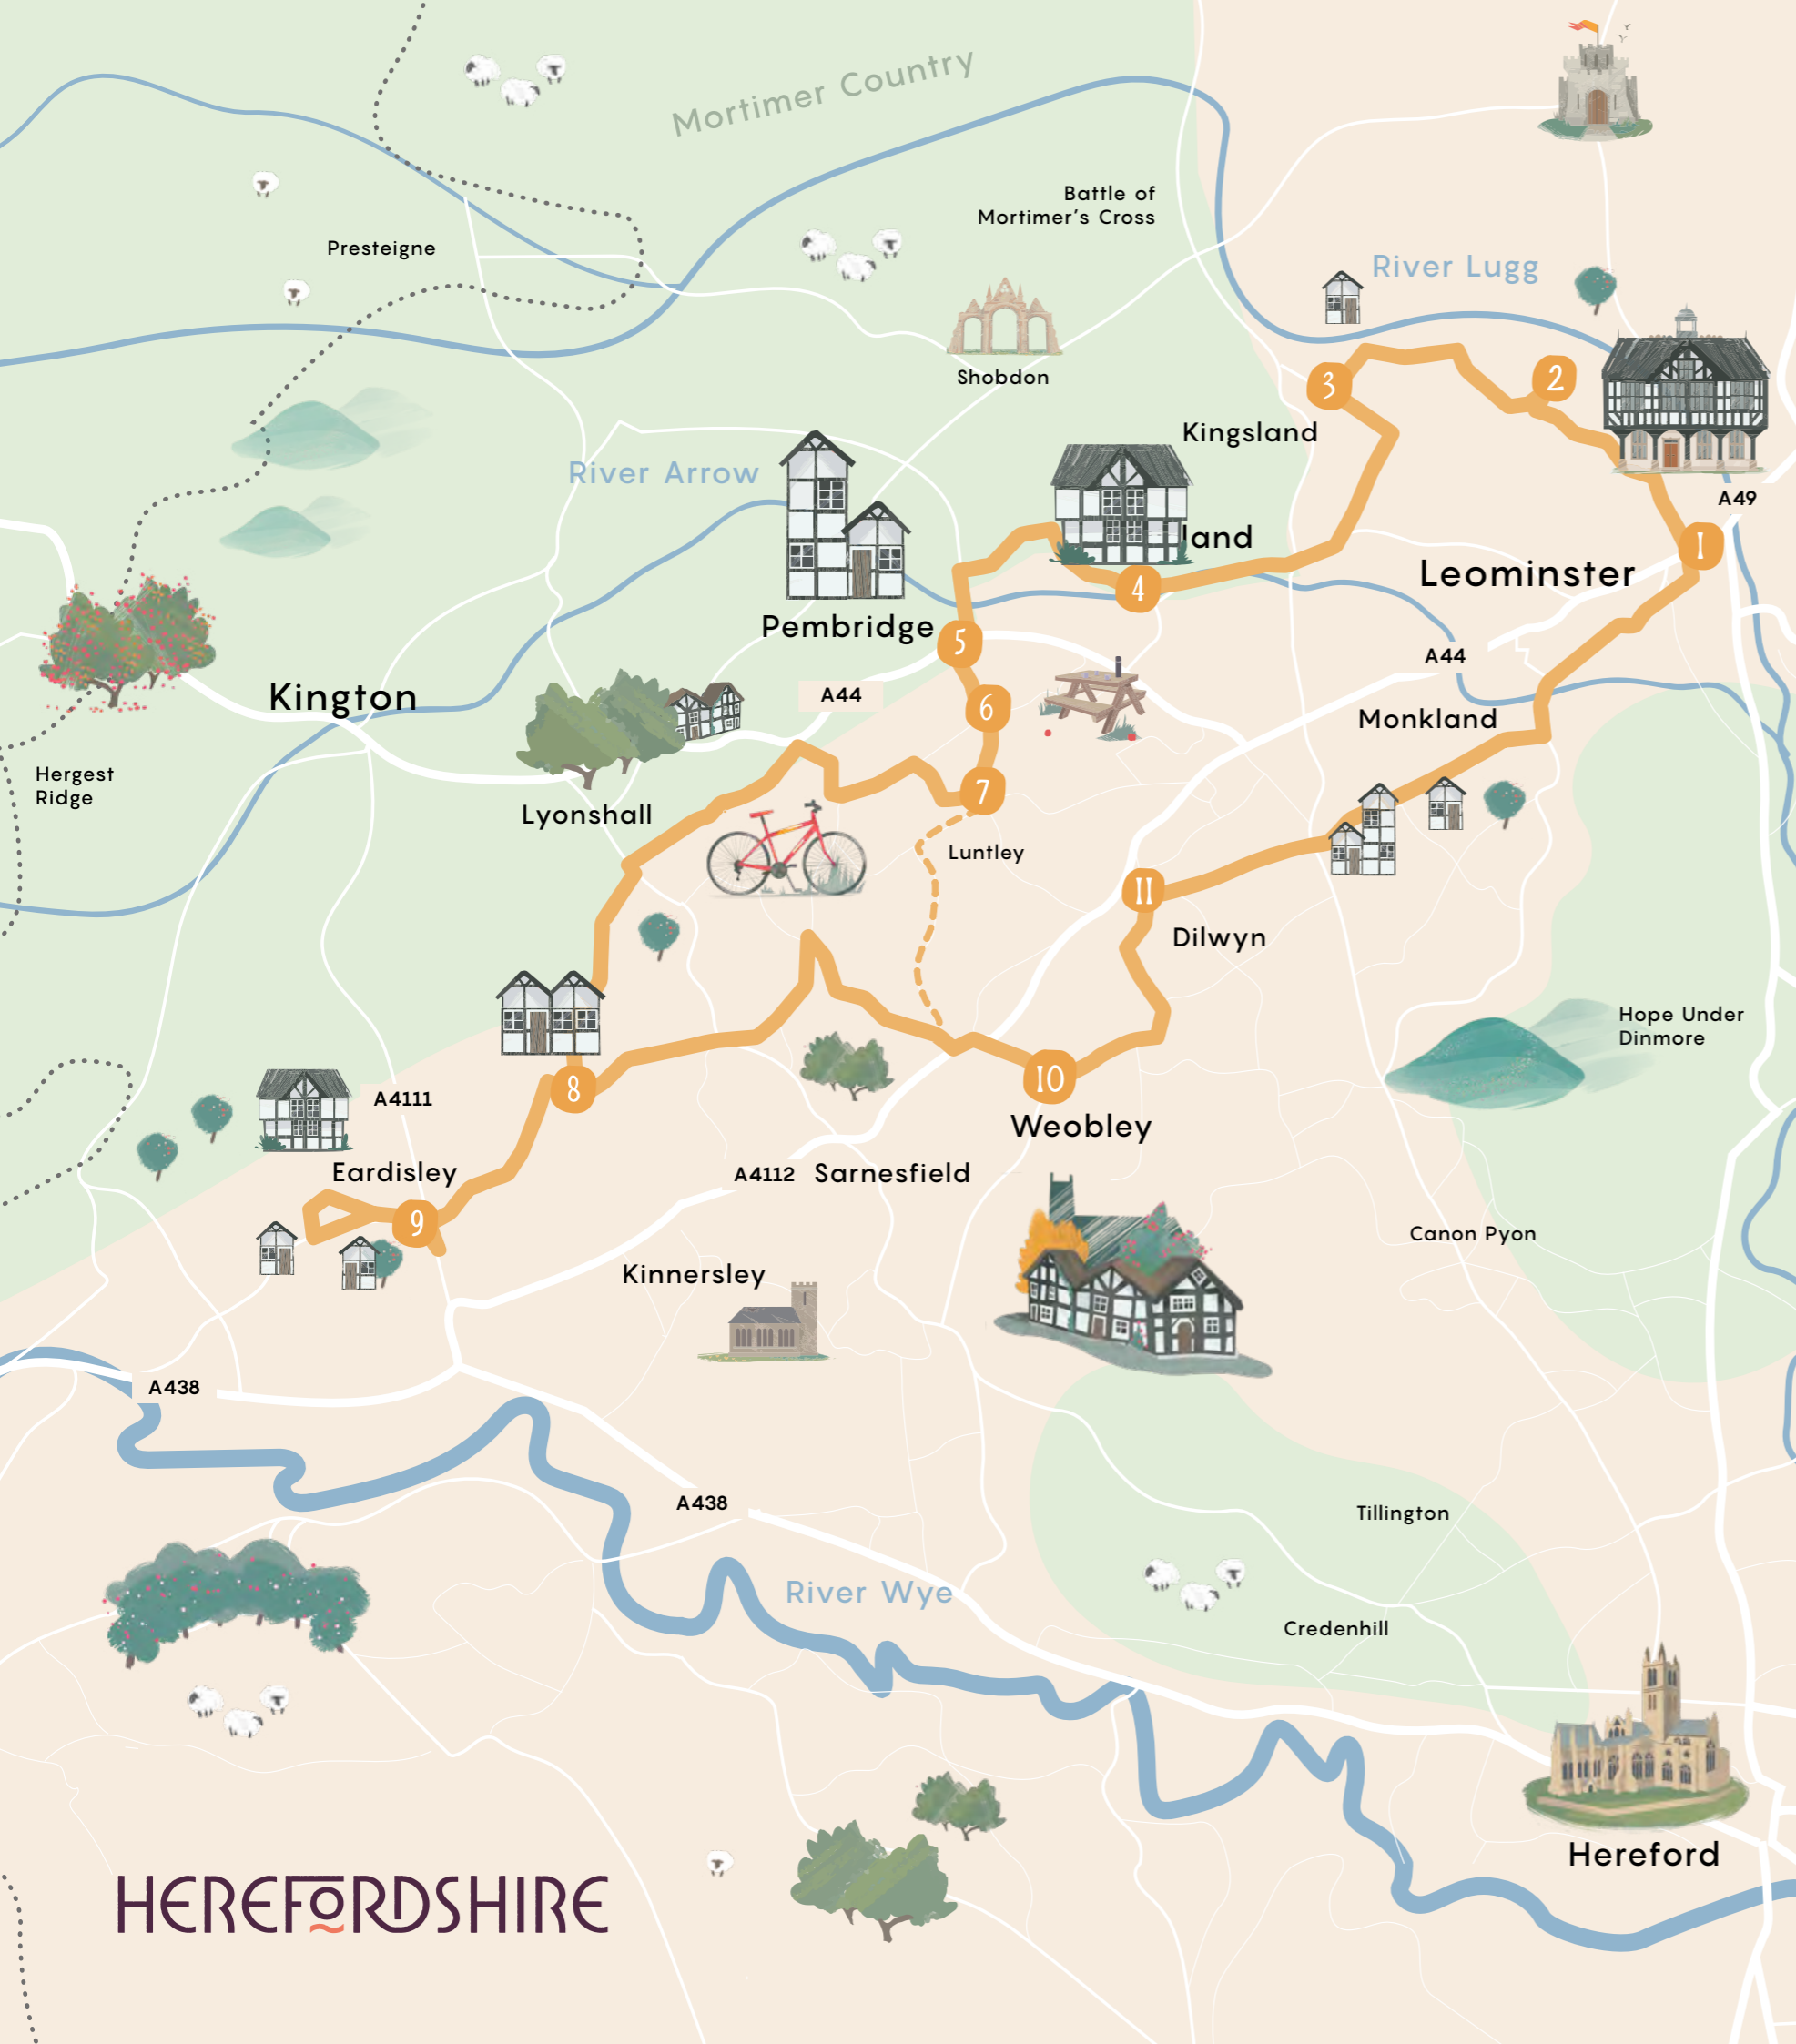 Mortimer Country
Battle of
Mortimer's Cross
Presteigne
River Lugg
Shobdon
2
3
Kingsland
River Arrow
A49
land
1
Leominster
4
Pembridge
5
A44
A44
Kington
6
Monkland
Hergest
Ridge
7
Lyonshall
Luntley
11
Dilwyn
Hope Under
Dinmore
8
10
A4111
Weobley
Eardisley
A4112
Sarnesfield
9
Canon Pyon
Kinnersley
A438
A438
Tillington
River Wye
Credenhill
Hereford
HEREFORDSHIRE